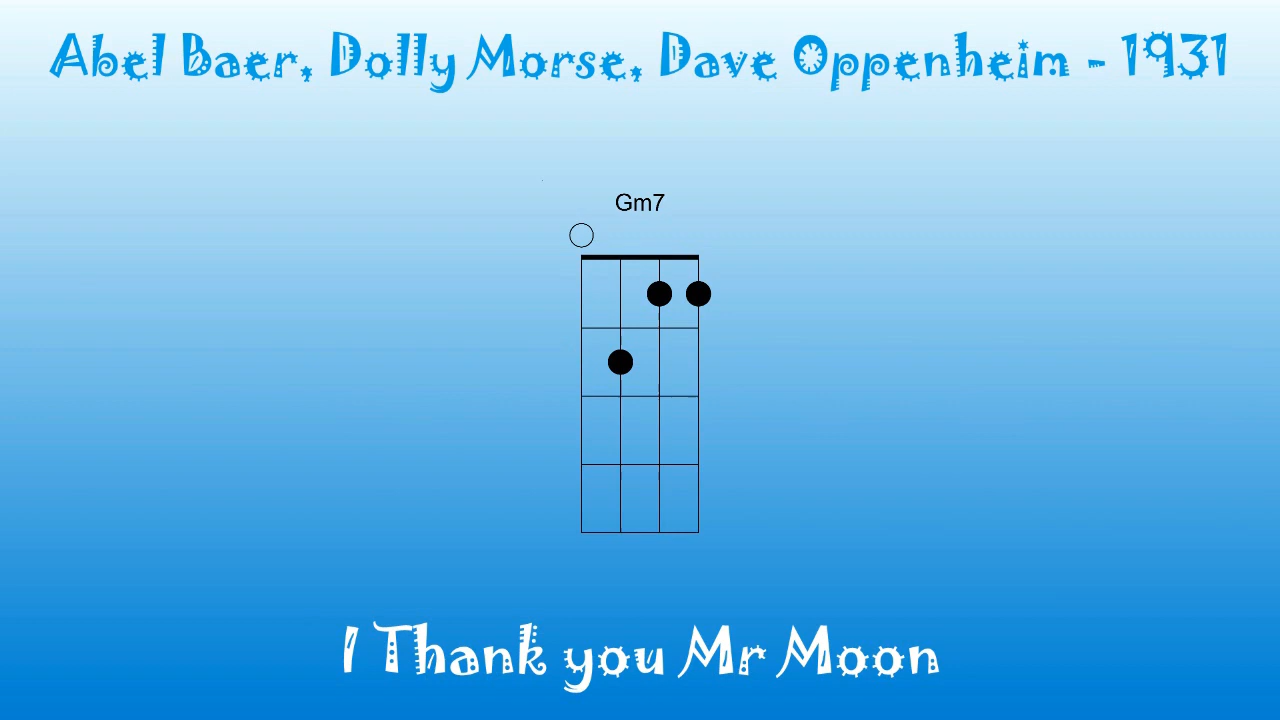 Abel Baer, Dolly Morse, Dave Oppenheim - 1931
Gm7
I Thank you Mr Moon